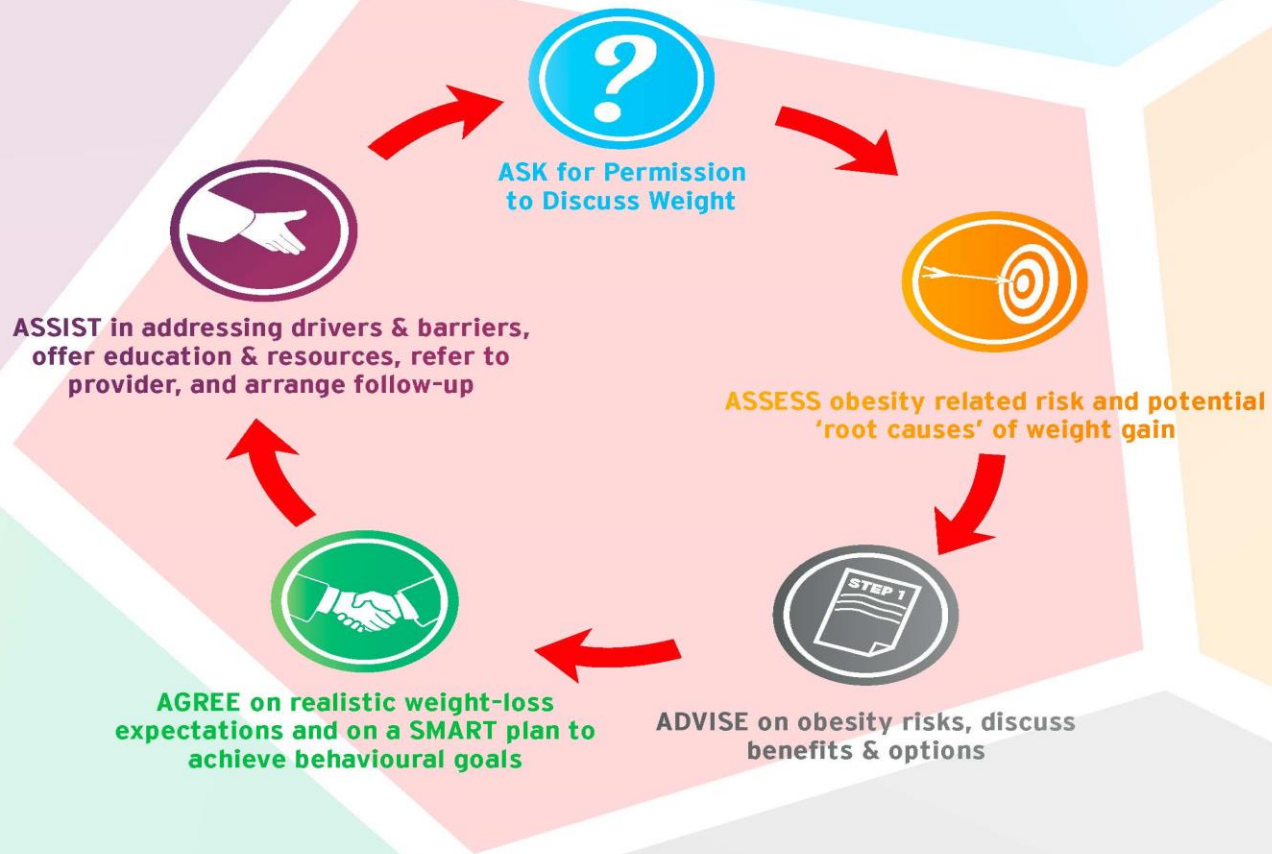 ?
ASK for Permission
to Discuss Weight
ASSESS obesity related risk and potential
'root causes' of weight gain
STEP 1
ADVISE on obesity risks, discuss
benefits & options
AGREE on realistic weight-loss
expectations and on a SMART plan to
achieve behavioural goals
ASSIST in addressing drivers & barriers,
offer education & resources, refer to
provider, and arrange follow-up